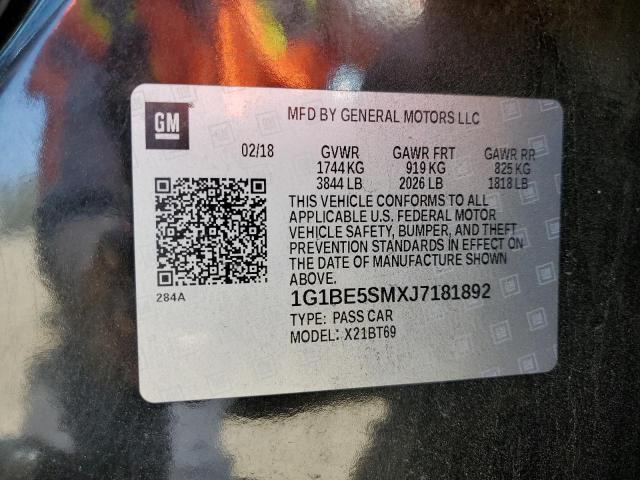 GM
MFD BY GENERAL MOTORS LLC
02/18 GVWR GAWR FRT GAWR RR
1744 KG 919 KG 825 KG
3844 LB 2026 LB 1818 LB
THIS VEHICLE CONFORMS TO ALL
APPLICABLE U.S. FEDERAL MOTOR
VEHICLE SAFETY, BUMPER, AND THEFT
PREVENTION STANDARDS IN EFFECT ON
THE DATE OF MANUFACTURE SHOWN
ABOVE.
284A
1G1BE5SMXJ7181892
TYPE: PASS CAR
MODEL: X21BT69